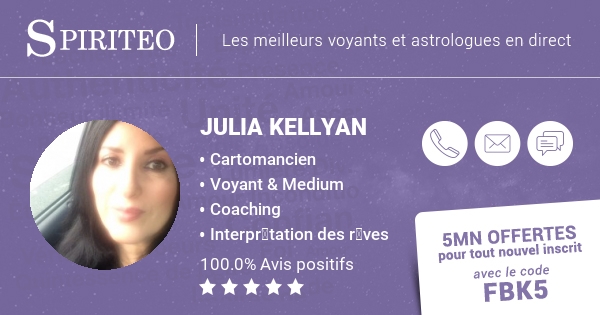 SPIRITEO
Les meilleurs voyants et astrologues en direct
JULIA KELLYAN
• Cartomancien
• Voyant & Medium
• Coaching
• Interpr▯tation des r▯ves
100.0% Avis positifs
5MN OFFERTES
pour tout nouvel inscrit
avec le code
FBK5